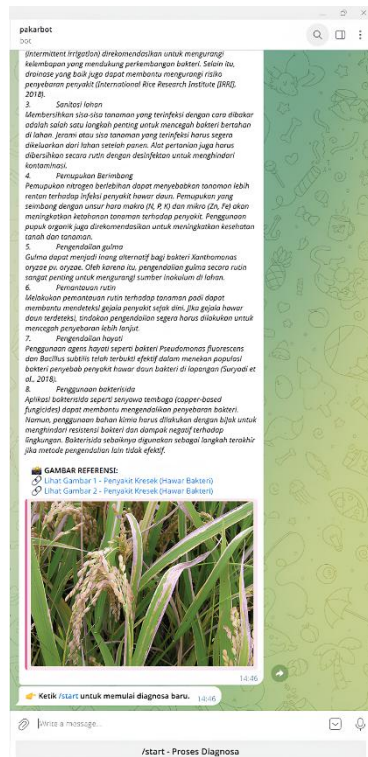 pakarbot
bot
(Intermittent Irrigation) direkomendasikan untuk mengurangi
kelembapan yang mendukung perkembangan bakteri. Selain itu,
drainase yang baik juga dapat membantu mengurangi risiko
penyebaran penyakit (International Rice Research Institute [IRRI],
2018).
3. Sanitasi lahan
Membersihkan sisa-sisa tanaman yang terinfeksi dengan cara dibakar
adalah salah satu langkah penting untuk mencegah bakteri bertahan
di lahan. Jerami atau sisa tanaman yang terinfeksi harus segera
dikeluarkan dari lahan setelah panen. Alat pertanian juga harus
dibersihkan secara rutin dengan desinfektan untuk menghindari
kontaminasi.
4. Pemupukan Berimbang
Pemupukan nitrogen berlebihan dapat menyebabkan tanaman lebih
rentan terhadap infeksi penyakit hawar daun. Pemupukan yang
seimbang dengan unsur hara makro (N, P, K) dan mikro (Zn, Fe) akan
meningkatkan ketahanan tanaman terhadap penyakit. Penggunaan
pupuk organik juga direkomendasikan untuk meningkatkan kesehatan
tanah dan tanaman.
5. Pengendalian gulma
Gulma dapat menjadi inang alternatif bagi bakteri Xanthomonas
oryzae pv. oryzae. Oleh karena itu, pengendalian gulma secara rutin
sangat penting untuk mengurangi sumber inokulum di lahan.
6. Pemantauan rutin
Melakukan pemantauan rutin terhadap tanaman padi dapat
membantu mendeteksi gejala penyakit sejak dini. Jika gejala hawar
daun terdeteksi, tindakan pengendalian segera harus dilakukan untuk
mencegah penyebaran lebih lanjut.
7. Pengendalian hayati
Penggunaan agens hayati seperti bakteri Pseudomonas fluorescens
dan Bacillus subtilis telah terbukti efektif dalam menekan populasi
bakteri penyebab penyakit hawar daun bakteri di lapangan (Suryadi et
al., 2018).
8. Penggunaan bakterisida
Aplikasi bakterisida seperti senyawa tembaga (copper-based
fungicides) dapat membantu mengendalikan penyebaran bakteri.
Namun, penggunaan bahan kimia harus dilakukan dengan bijak untuk
menghindari resistensi bakteri dan dampak negatif terhadap
lingkungan. Bakterisida sebaiknya digunakan sebagai langkah terakhir
jika metode pengendalian lain tidak efektif.
GAMBAR REFERENSI:
Lihat Gambar 1 - Penyakit Kresek (Hawar Bakteri)
Lihat Gambar 2 - Penyakit Kresek (Hawar Bakteri)
14:46
Ketik /start untuk memulai diagnosa baru. 14:46
Write a message...
/start - Proses Diagnosa